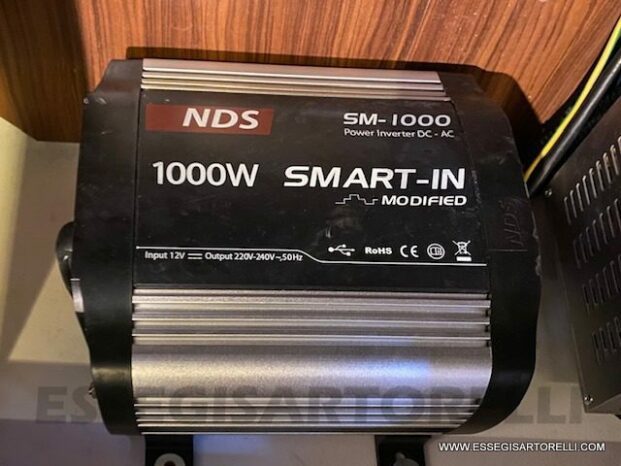 NDS
SM-1000
Power Inverter DC - AC
1000W SMART-IN
MODIFIED
Input 12V Output 220V-240V~,50Hz
RoHS CE
NDS
ESSEGISARTORELLI
WWW.ESSEGISARTORELLI.COM